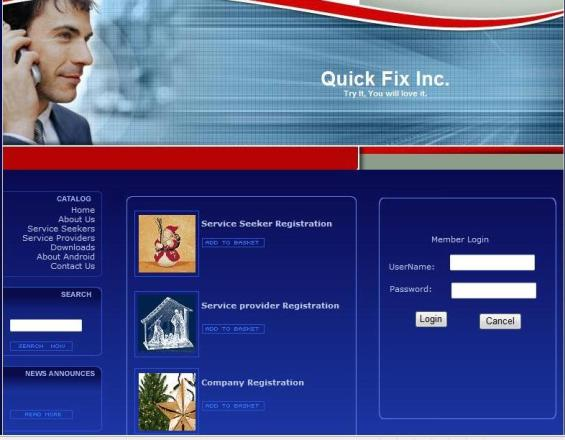 Quick Fix Inc.
Try It, You will love it.
CATALOG
Home
About Us
Service Seekers
Service Providers
Downloads
About Android
Contact Us
SEARCH
SEARCH NOW
NEWS ANNOUNCES
READ MORE
Service Seeker Registration
ADD TO BASKET
Service provider Registration
ADD TO BASKET
Company Registration
ADD TO BASKET
Member Login
UserName:
Password:
Login
Cancel